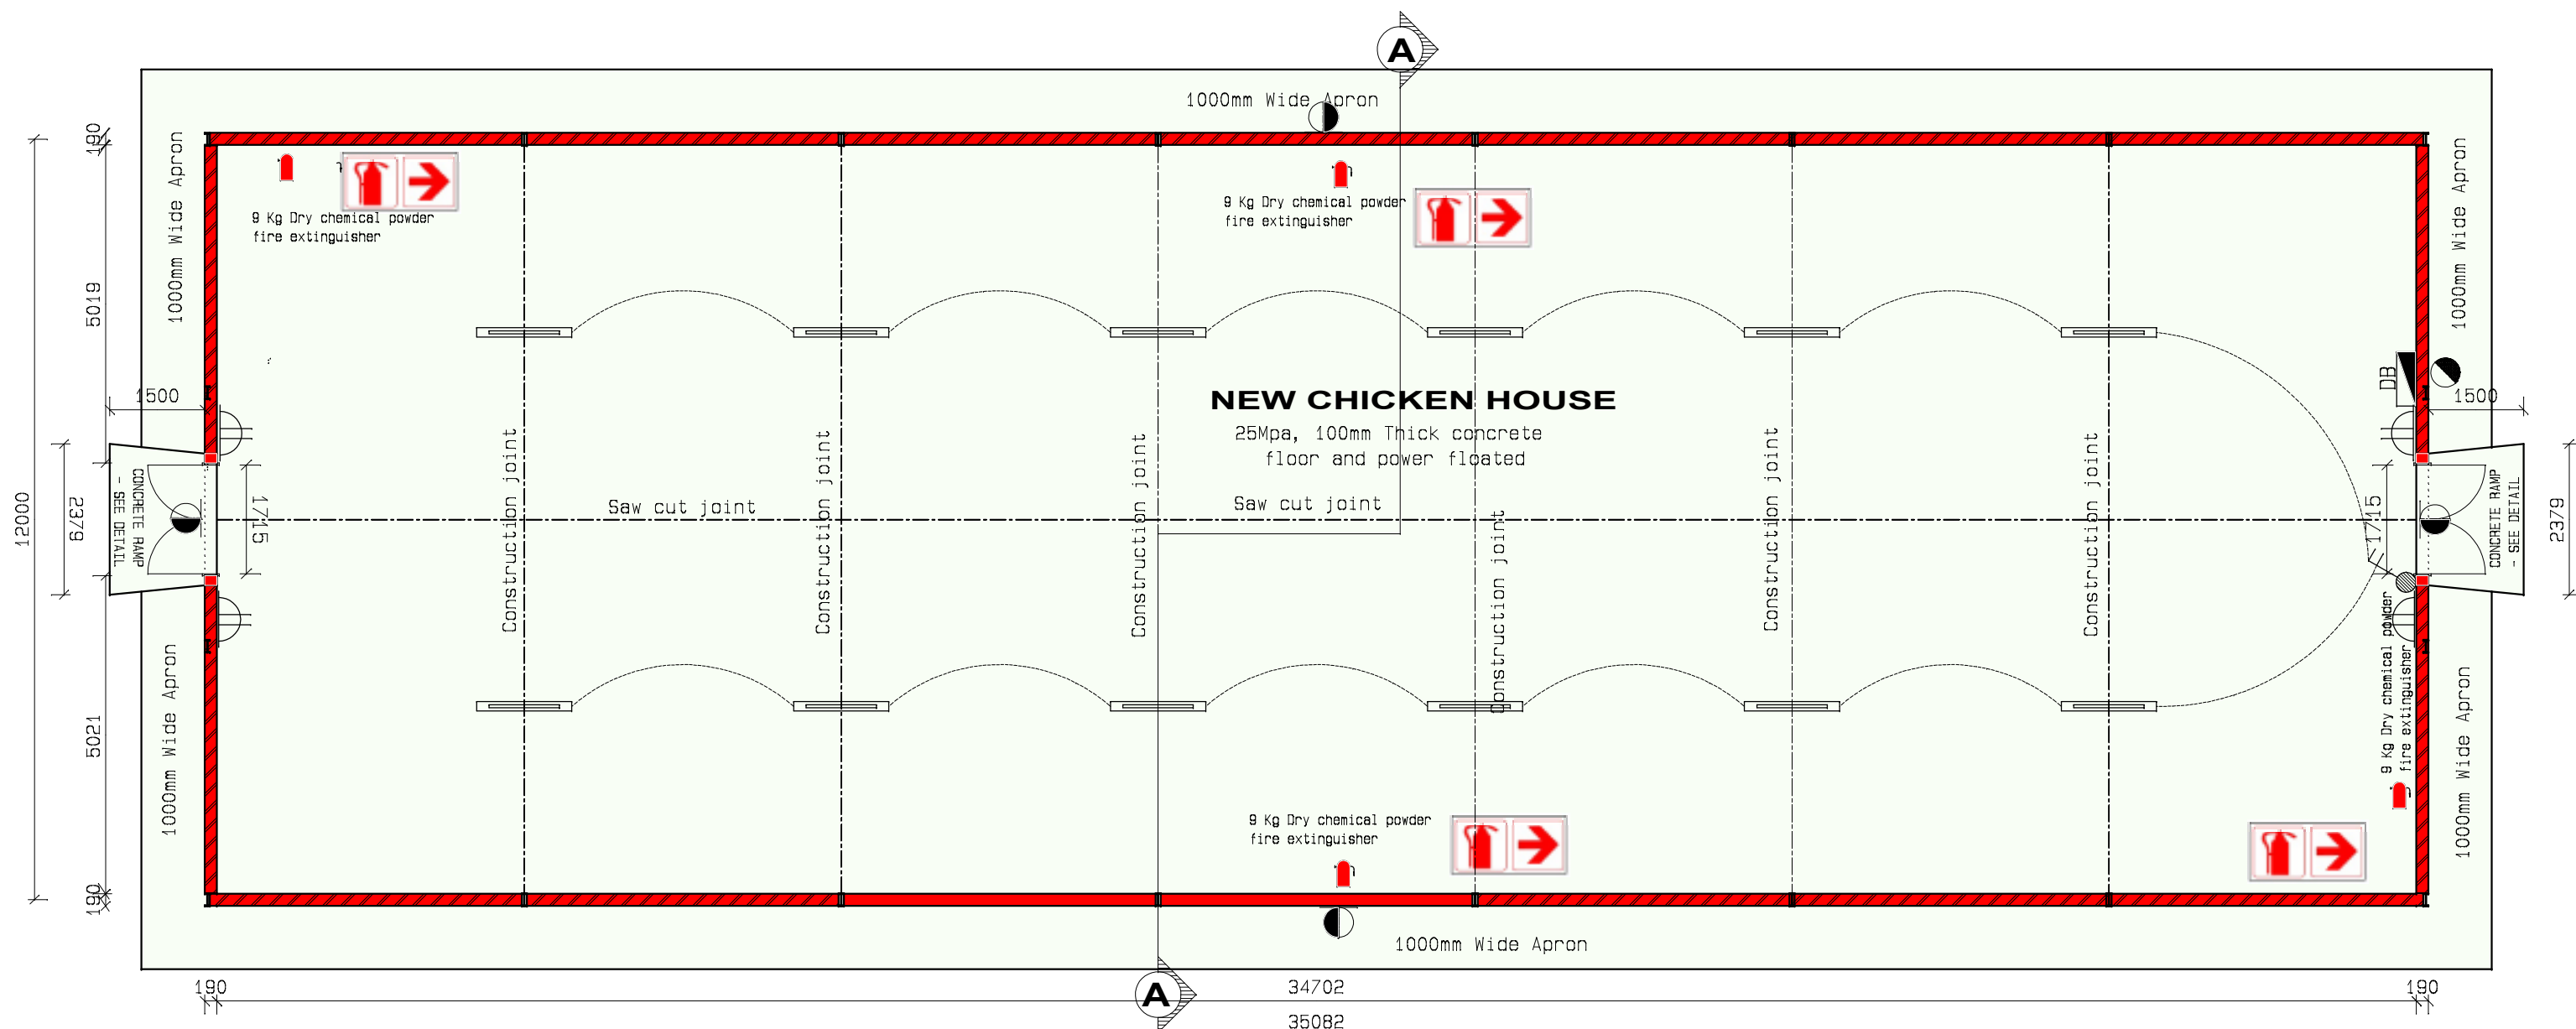 A
1000mm Wide Apron
190
1000mm Wide Apron
1000mm Wide Apron
9 Kg Dry chemical powder
fire extinguisher
9 Kg Dry chemical powder
fire extinguisher
5019
1500
DB
1500
NEW CHICKEN HOUSE
25Mpa, 100mm Thick concrete
floor and power floated
12000
2379
CONCRETE RAMP
- SEE DETAIL
1715
Construction joint
Saw cut joint
Construction joint
Construction joint
Saw cut joint
Construction joint
Construction joint
Construction joint
1715
CONCRETE RAMP
- SEE DETAIL
2379
5021
1000mm Wide Apron
9 Kg Dry chemical powder
fire extinguisher
1000mm Wide Apron
9 Kg Dry chemical powder
fire extinguisher
190
1000mm Wide Apron
190
A
34702
190
35082